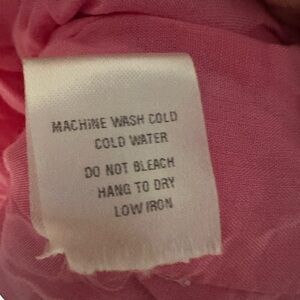 MACHINE WASH COLD
COLD WATER
DO NOT BLEACH
HANG TO DRY
LOW IRON